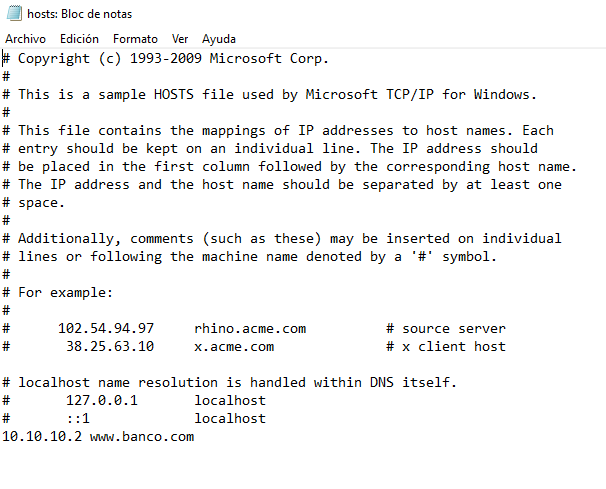 hosts: Bloc de notas
Archivo Edición Formato Ver Ayuda
# Copyright (c) 1993-2009 Microsoft Corp.
#
# This is a sample HOSTS file used by Microsoft TCP/IP for Windows.
#
# This file contains the mappings of IP addresses to host names. Each
# entry should be kept on an individual line. The IP address should
# be placed in the first column followed by the corresponding host name.
# The IP address and the host name should be separated by at least one
# space.
#
# Additionally, comments (such as these) may be inserted on individual
# lines or following the machine name denoted by a '#' symbol.
#
# For example:
#
#      102.54.94.97     rhino.acme.com          # source server
#       38.25.63.10     x.acme.com              # x client host

# localhost name resolution is handled within DNS itself.
#       127.0.0.1       localhost
#       ::1             localhost
10.10.10.2 www.banco.com